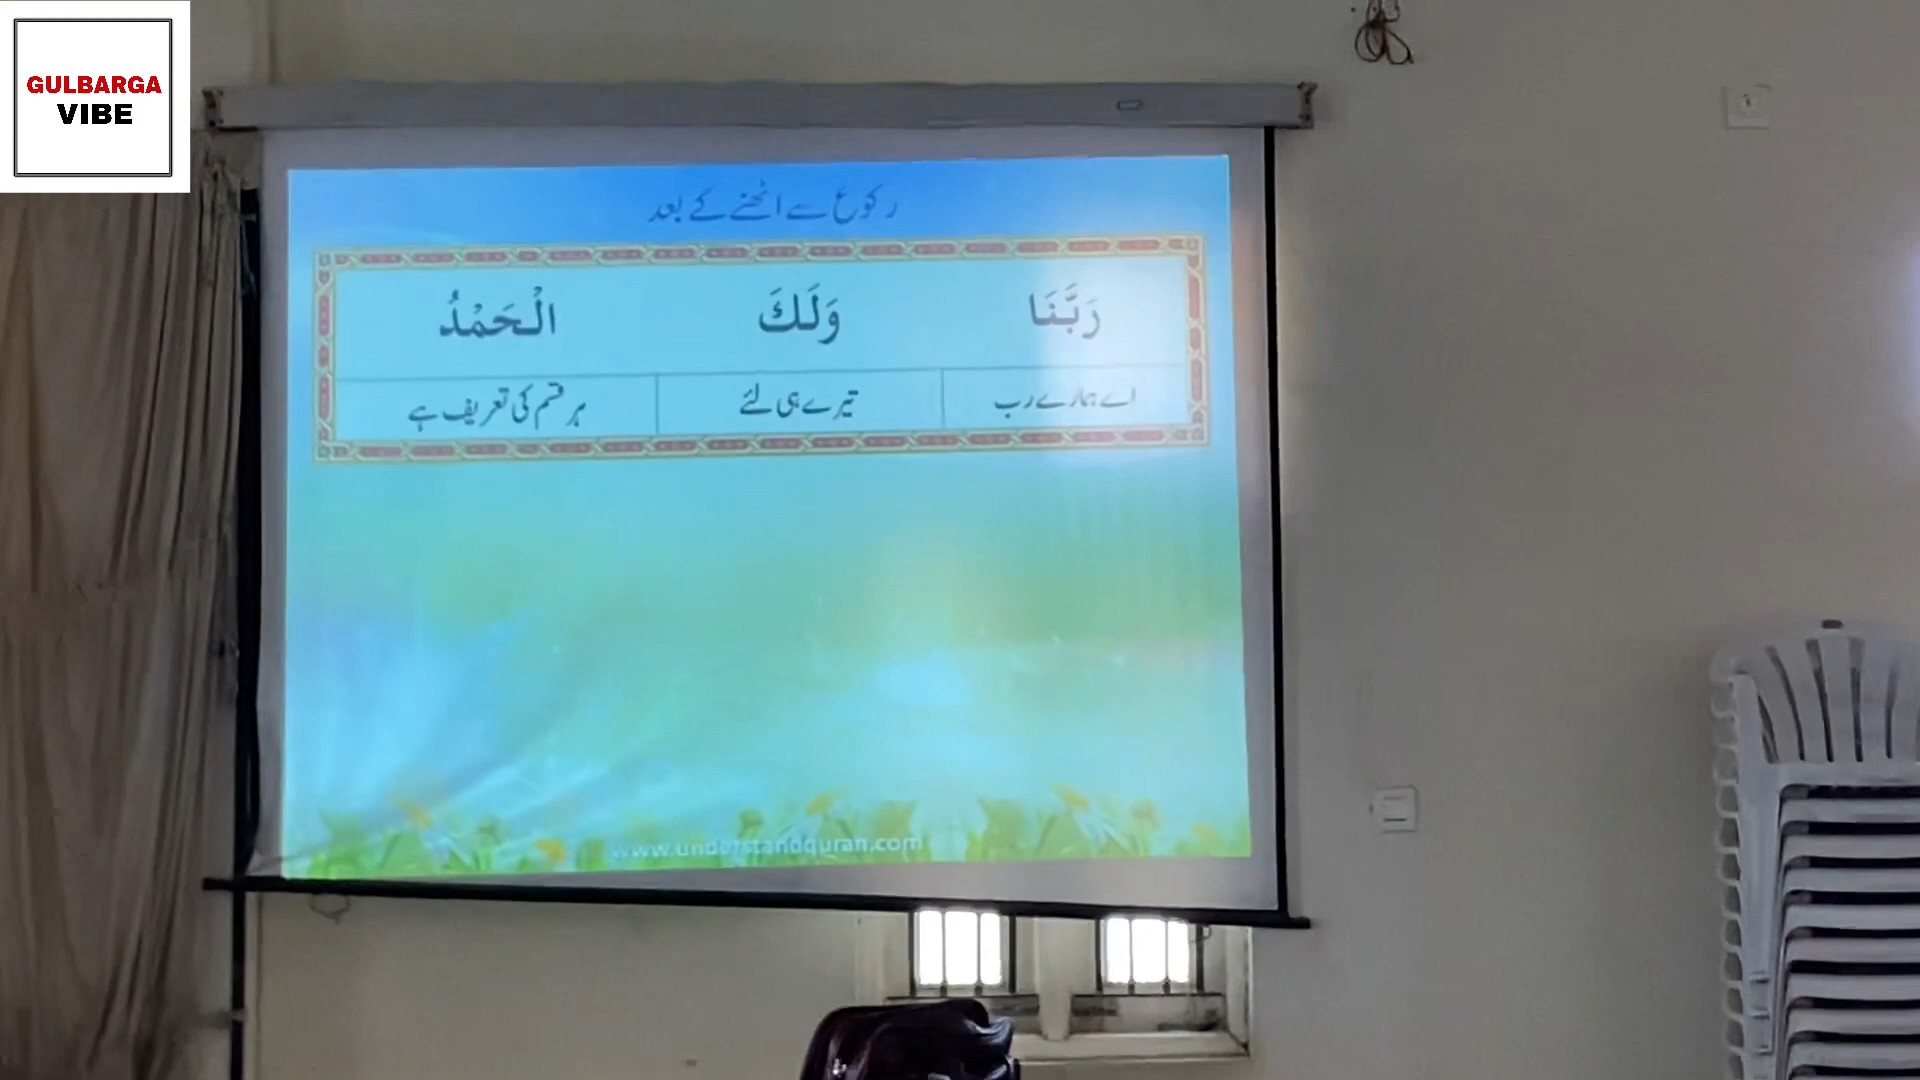 GULBARGA
VIBE
رکوع سے اٹھنے کے بعد
رَبَّنَا وَلَكَ الْحَمْدُ
اے ہمارے رب تیرے ہی لئے ہر قسم کی تعریف ہے
www.understandquran.com